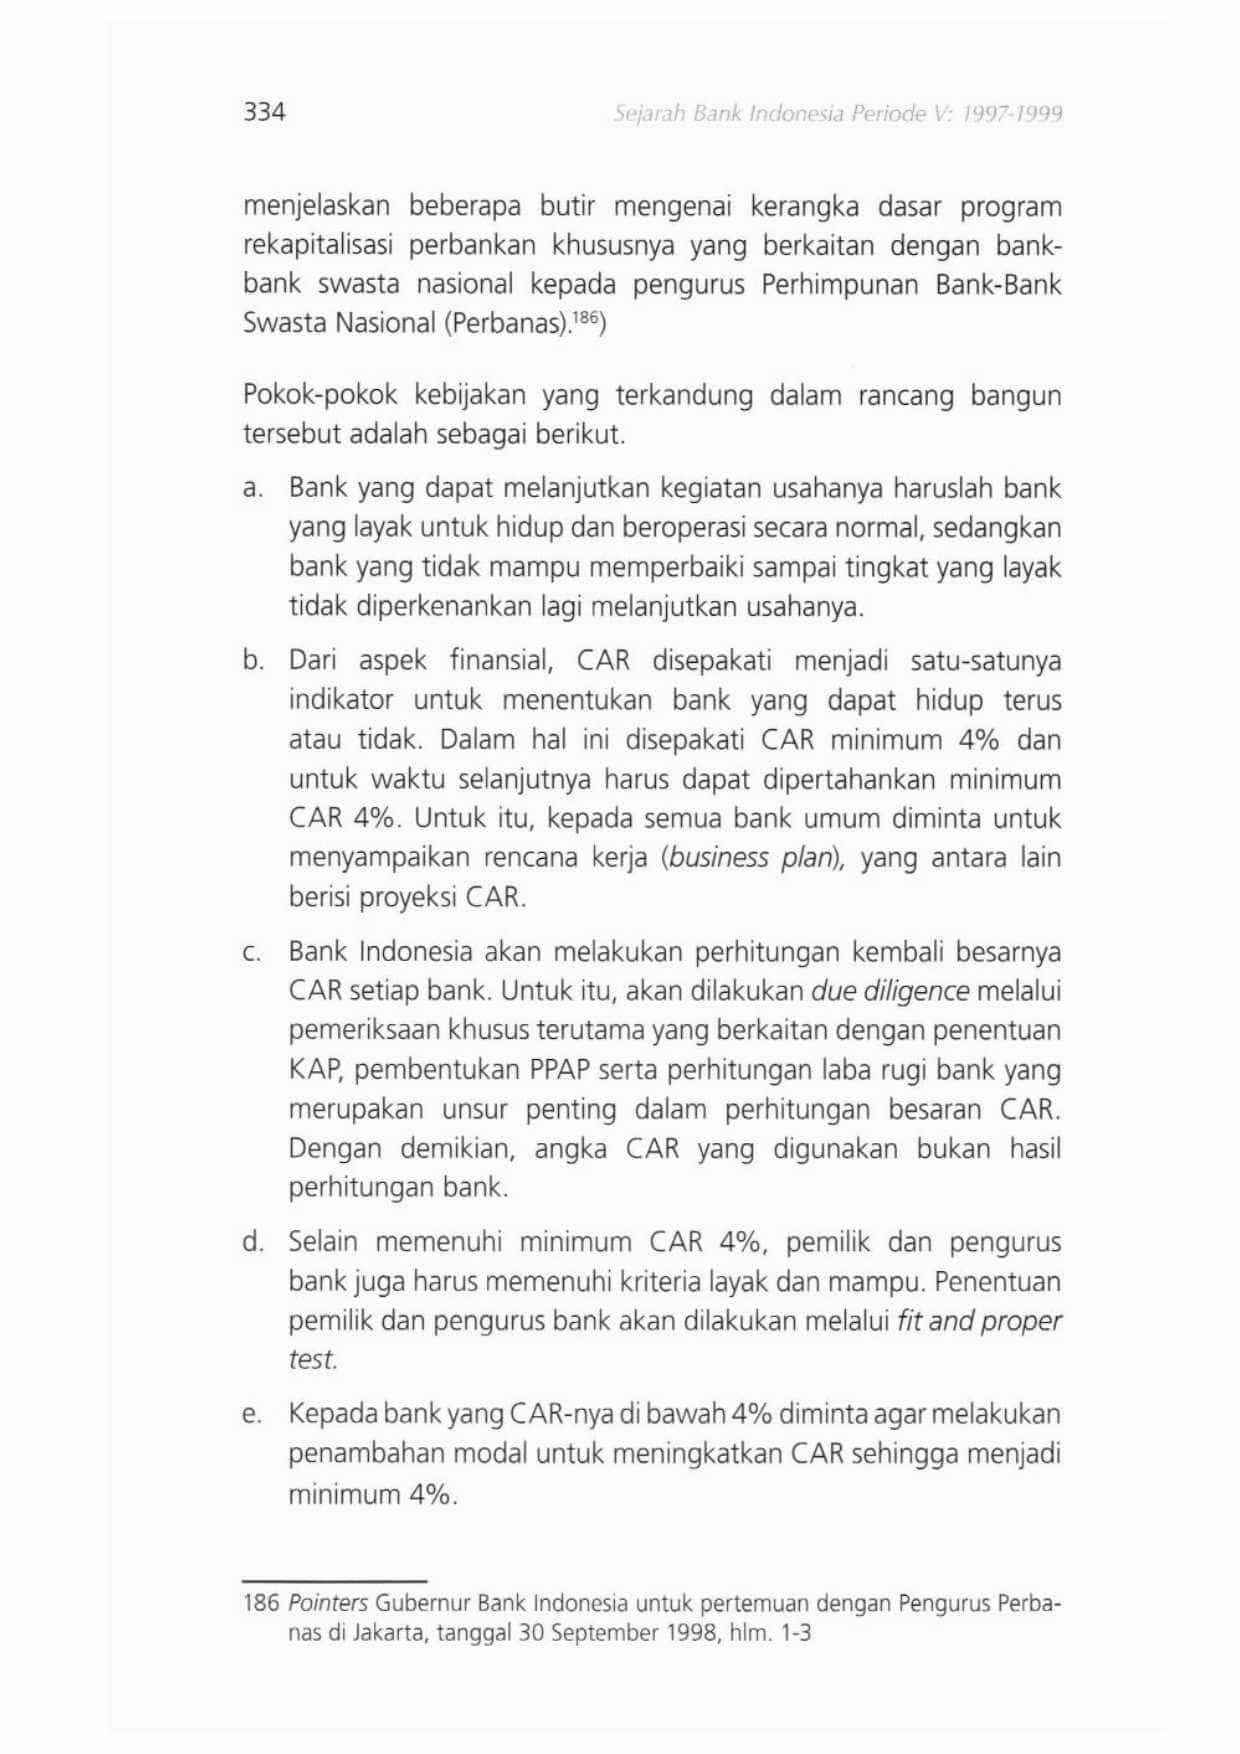 334
Sejarah Bank Indonesia Periode V: 1997-1999
menjelaskan beberapa butir mengenai kerangka dasar program
rekapitalisasi perbankan khususnya yang berkaitan dengan bank-
bank swasta nasional kepada pengurus Perhimpunan Bank-Bank
Swasta Nasional (Perbanas).186)
Pokok-pokok kebijakan yang terkandung dalam rancang bangun
tersebut adalah sebagai berikut.
a. Bank yang dapat melanjutkan kegiatan usahanya haruslah bank
yang layak untuk hidup dan beroperasi secara normal, sedangkan
bank yang tidak mampu memperbaiki sampai tingkat yang layak
tidak diperkenankan lagi melanjutkan usahanya.
b. Dari aspek finansial, CAR disepakati menjadi satu-satunya
indikator untuk menentukan bank yang dapat hidup terus
atau tidak. Dalam hal ini disepakati CAR minimum 4% dan
untuk waktu selanjutnya harus dapat dipertahankan minimum
CAR 4%. Untuk itu, kepada semua bank umum diminta untuk
menyampaikan rencana kerja (business plan), yang antara lain
berisi proyeksi CAR.
c. Bank Indonesia akan melakukan perhitungan kembali besarnya
CAR setiap bank. Untuk itu, akan dilakukan due diligence melalui
pemeriksaan khusus terutama yang berkaitan dengan penentuan
KAP, pembentukan PPAP serta perhitungan laba rugi bank yang
merupakan unsur penting dalam perhitungan besaran CAR.
Dengan demikian, angka CAR yang digunakan bukan hasil
perhitungan bank.
d. Selain memenuhi minimum CAR 4%, pemilik dan pengurus
bank juga harus memenuhi kriteria layak dan mampu. Penentuan
pemilik dan pengurus bank akan dilakukan melalui fit and proper
test.
e. Kepada bank yang CAR-nya di bawah 4% diminta agar melakukan
penambahan modal untuk meningkatkan CAR sehingga menjadi
minimum 4%.
186 Pointers Gubernur Bank Indonesia untuk pertemuan dengan Pengurus Perba-
nas di Jakarta, tanggal 30 September 1998, hlm. 1-3